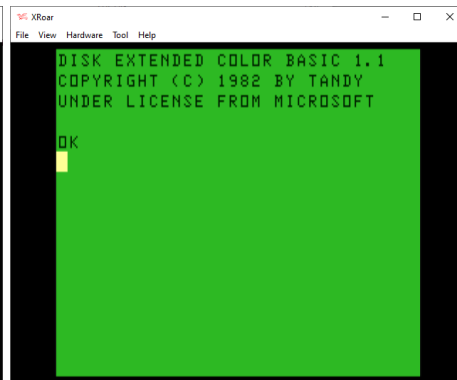 XRoar
File View Hardware Tool Help
DISK EXTENDED COLOR BASIC 1.1
COPYRIGHT (C) 1982 BY TANDY
UNDER LICENSE FROM MICROSOFT
OK